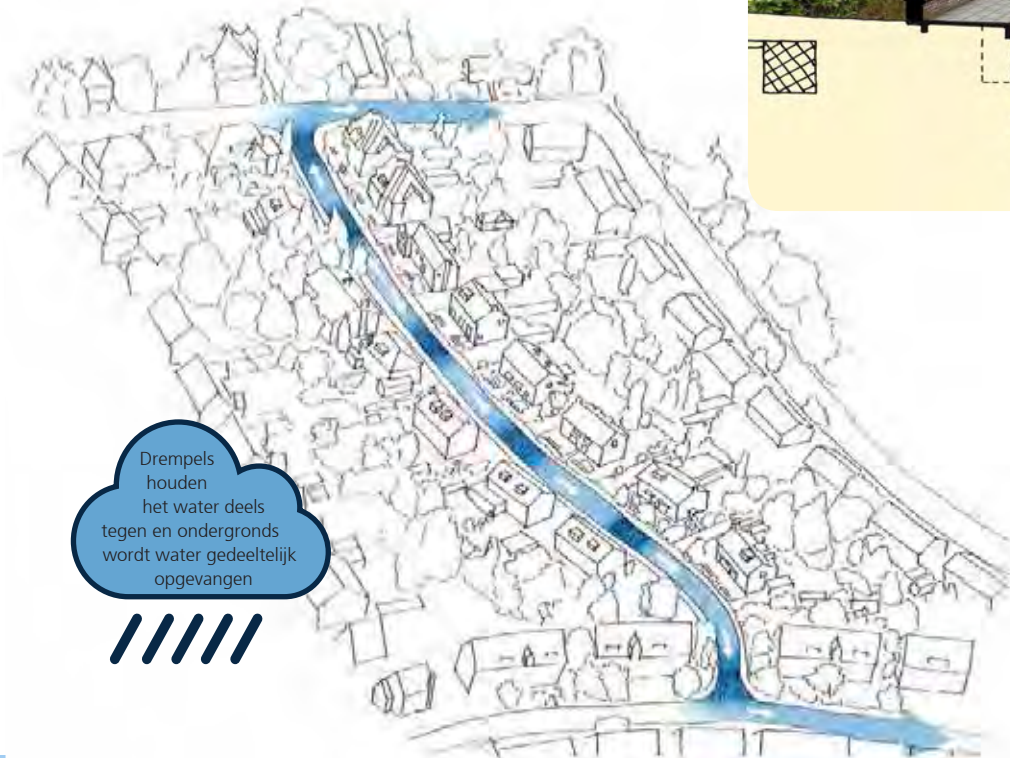 Drempels
houden
het water deels
tegen en ondergronds
wordt water gedeeltelijk
opgevangen